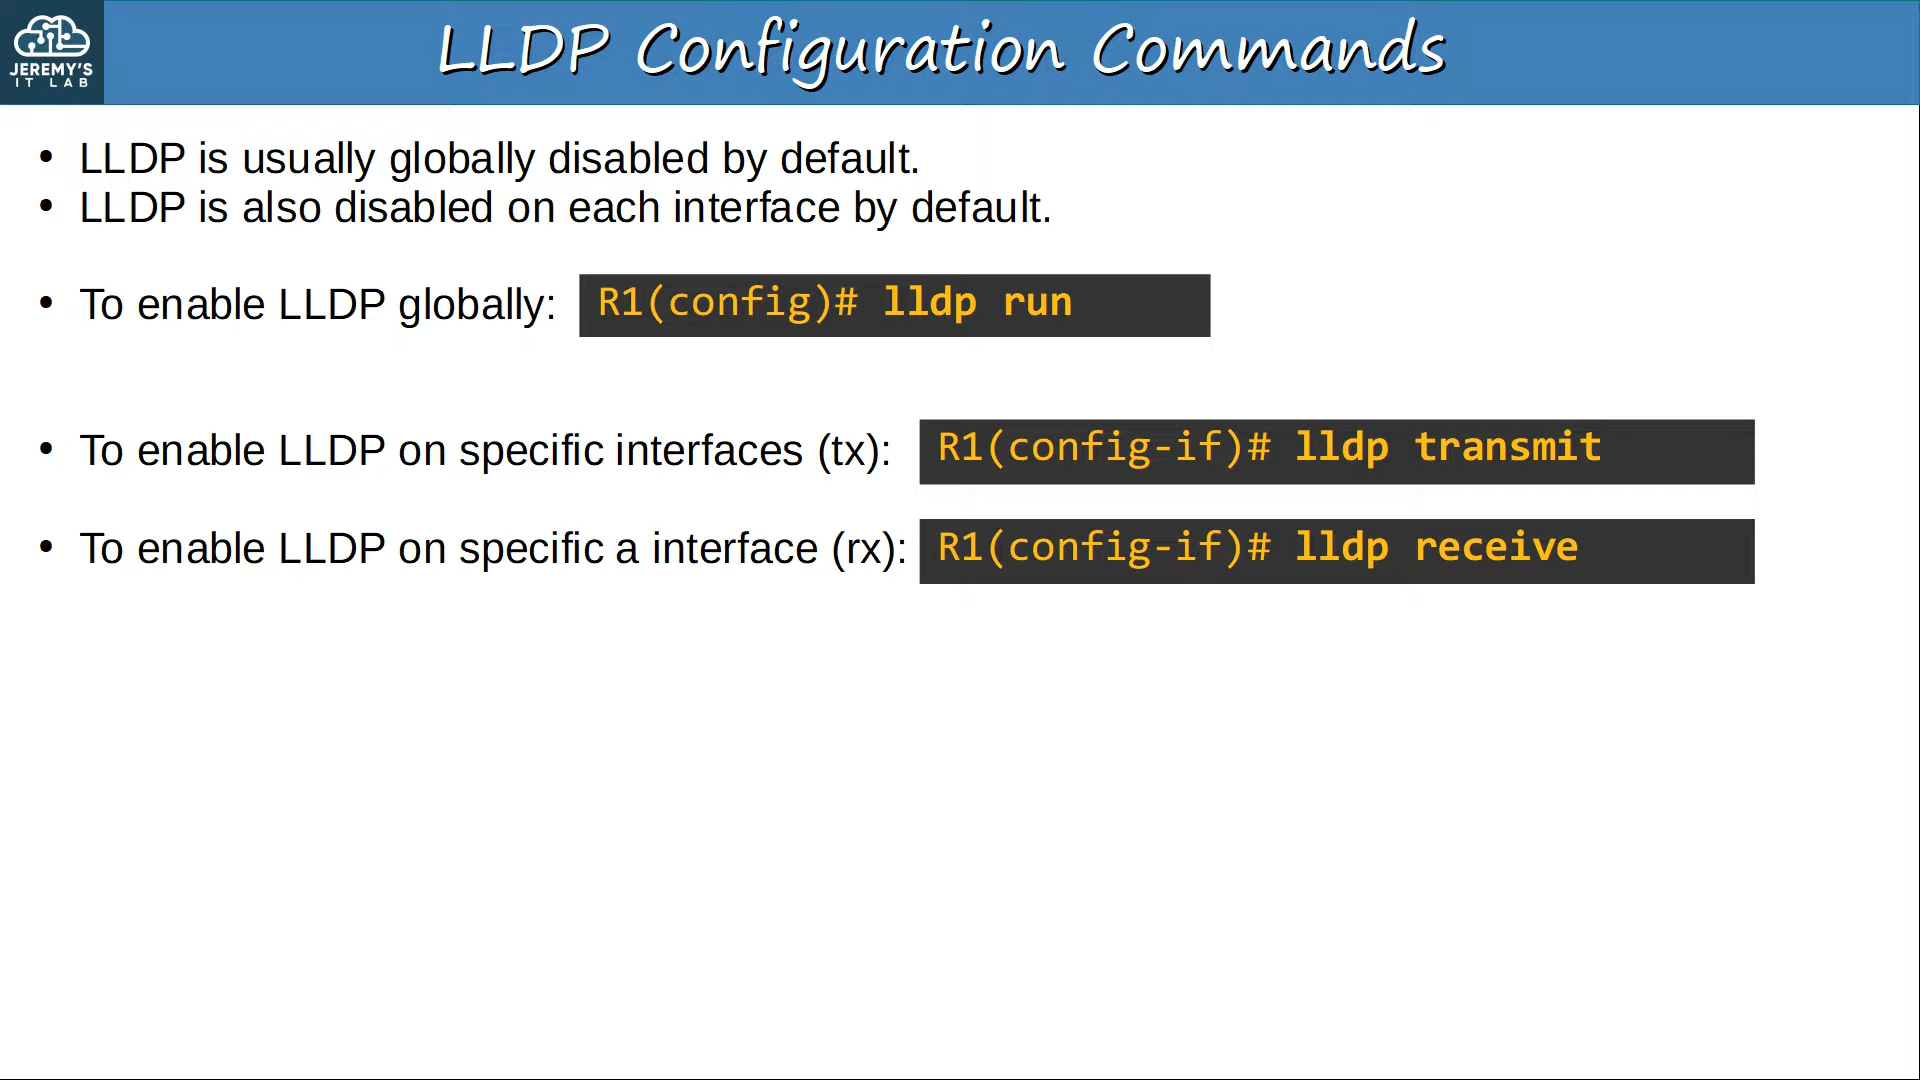 JEREMY'S
IT LAB
LLDP Configuration Commands
• LLDP is usually globally disabled by default.
• LLDP is also disabled on each interface by default.
• To enable LLDP globally: R1(config)# lldp run
• To enable LLDP on specific interfaces (tx): R1(config-if)# lldp transmit
• To enable LLDP on specific a interface (rx): R1(config-if)# lldp receive